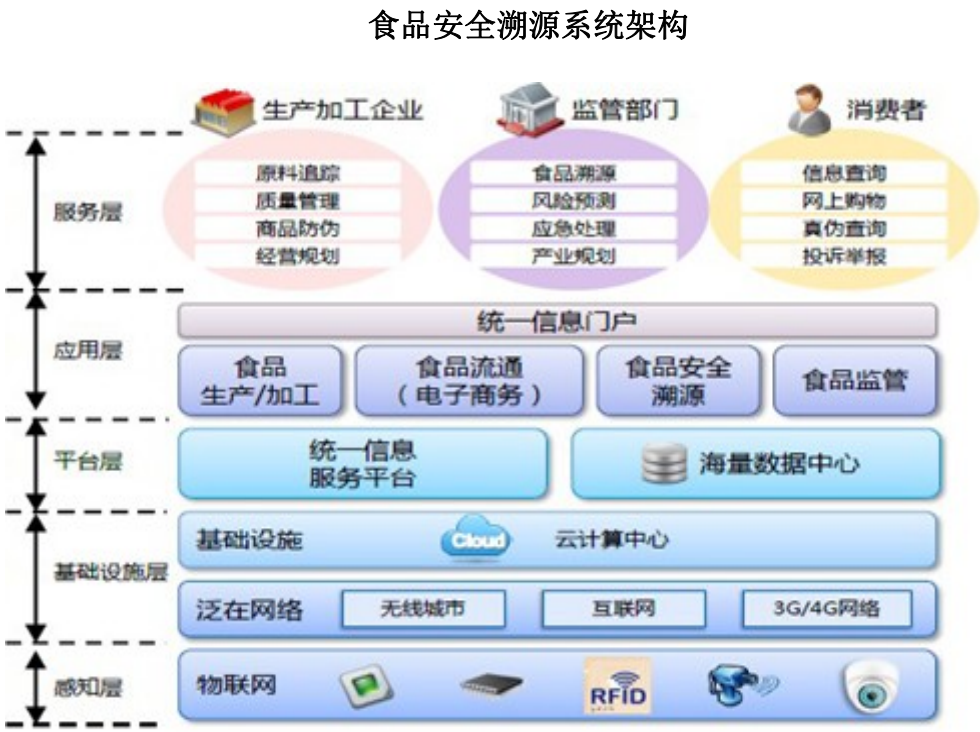 食品安全溯源系统架构
生产加工企业
监管部门
消费者
服务层
原料追踪
质量管理
商品防伪
经营规划
食品溯源
风险预测
应急处理
产业规划
信息查询
网上购物
真伪查询
投诉举报
应用层
统一信息门户
食品
生产/加工
食品流通
(电子商务)
食品安全
溯源
食品监管
平台层
统一信息
服务平台
海量数据中心
基础设施层
基础设施
Cloud
云计算中心
泛在网络
无线城市
互联网
3G/4G网络
感知层
物联网
RFID